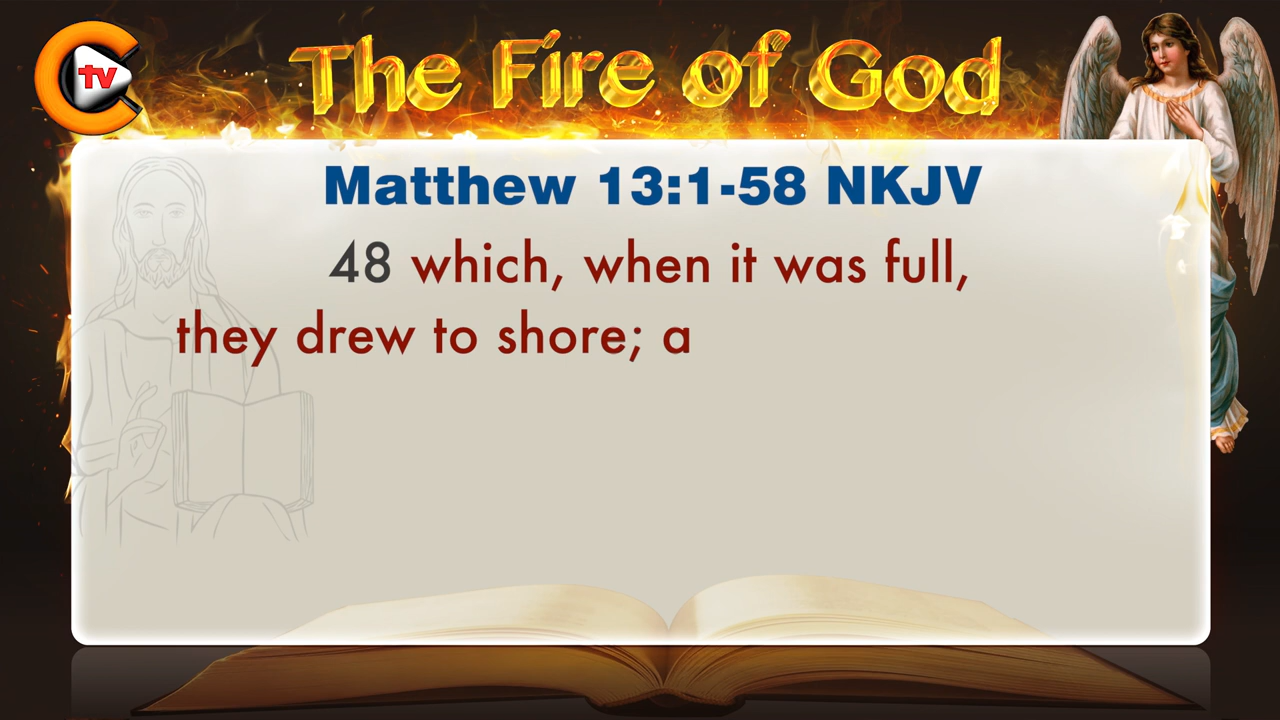 tv
The Fire of God
Matthew 13:1-58 NKJV
48 which, when it was full,
they drew to shore; a